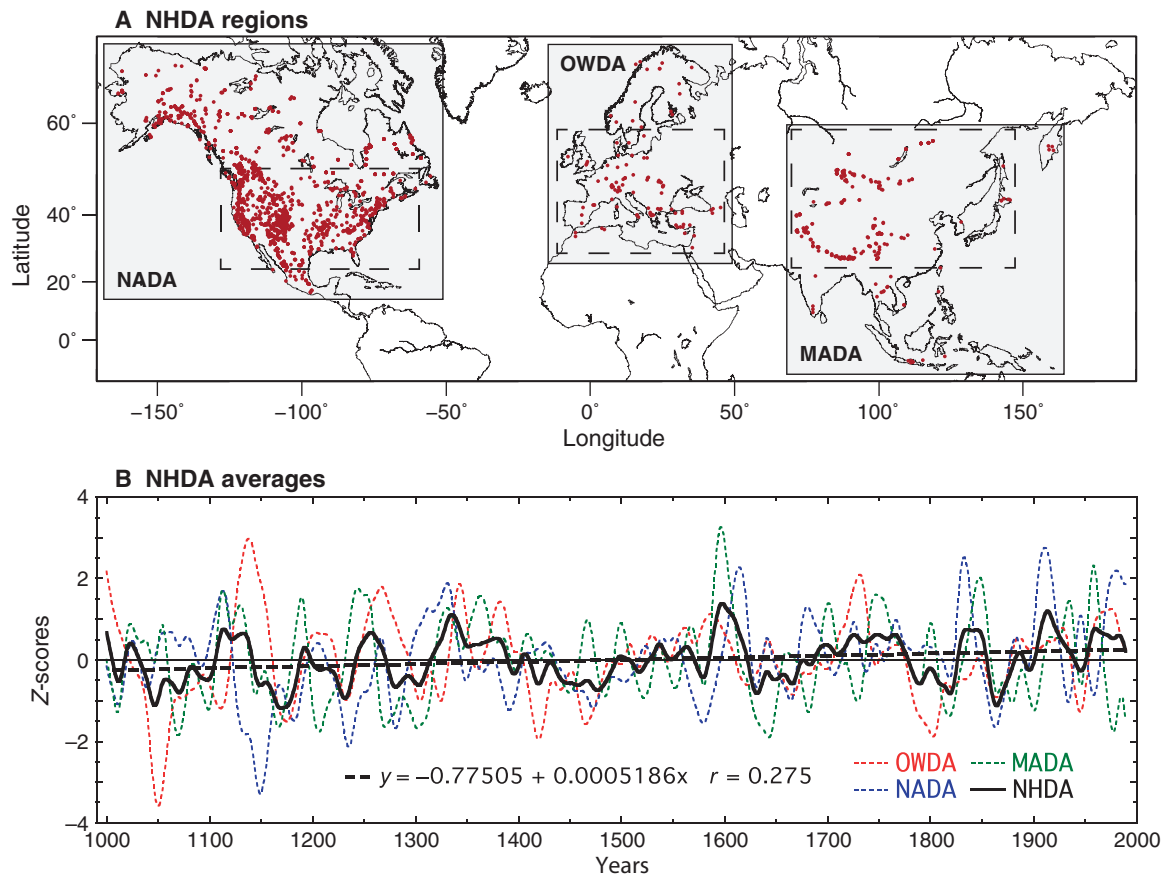 A NHDA regions
OWDA
60˚
40˚
Latitude
20˚
NADA
0˚
MADA
−150˚ −100˚ −50˚ 0˚ 50˚ 100˚ 150˚
Longitude
B NHDA averages
4
2
0
Z-scores
−2
y = −0.77505 + 0.0005186x r = 0.275
OWDA MADA
NADA NHDA
−4
1000 1100 1200 1300 1400 1500 1600 1700 1800 1900 2000
Years